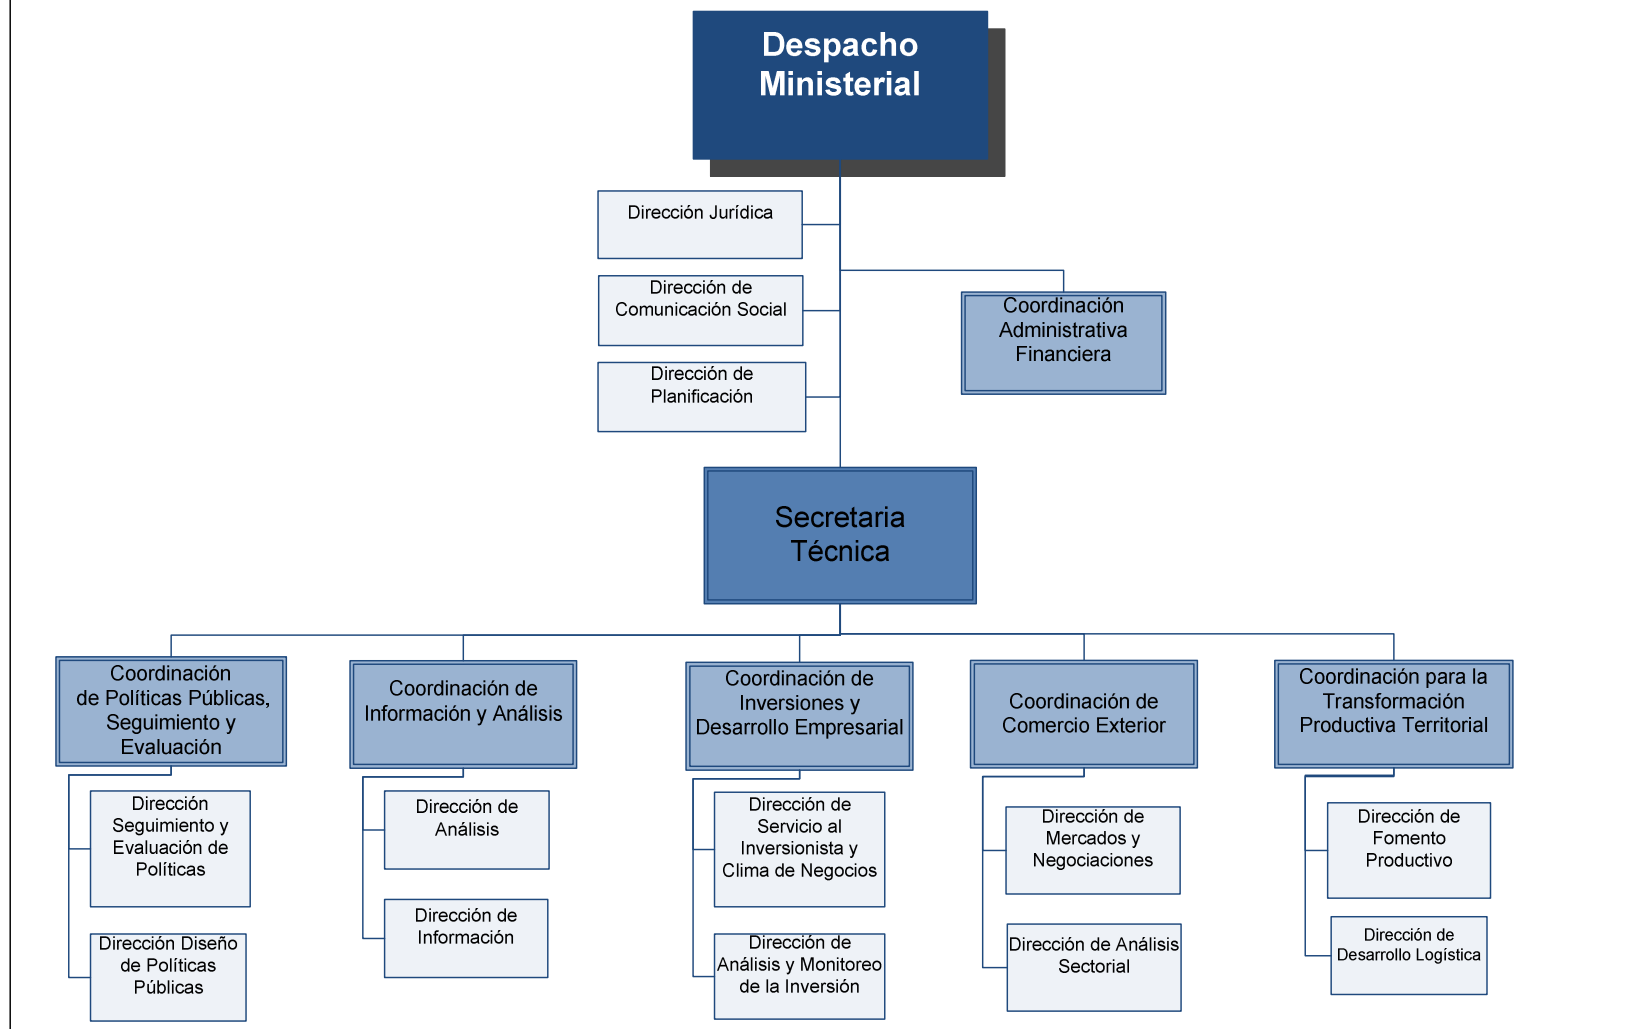 Despacho
Ministerial
Dirección Jurídica
Dirección de
Comunicación Social
Coordinación
Administrativa
Financiera
Dirección de
Planificación
Secretaria
Técnica
Coordinación
de Políticas Públicas,
Seguimiento y
Evaluación
Coordinación de
Información y Análisis
Coordinación de
Inversiones y
Desarrollo Empresarial
Coordinación de
Comercio Exterior
Coordinación para la
Transformación
Productiva Territorial
Dirección
Seguimiento y
Evaluación de
Políticas
Dirección Diseño
de Políticas
Públicas
Dirección de
Análisis
Dirección de
Información
Dirección de
Servicio al
Inversionista y
Clima de Negocios
Dirección de
Análisis y Monitoreo
de la Inversión
Dirección de
Mercados y
Negociaciones
Dirección de Análisis
Sectorial
Dirección de
Fomento
Productivo
Dirección de
Desarrollo Logística